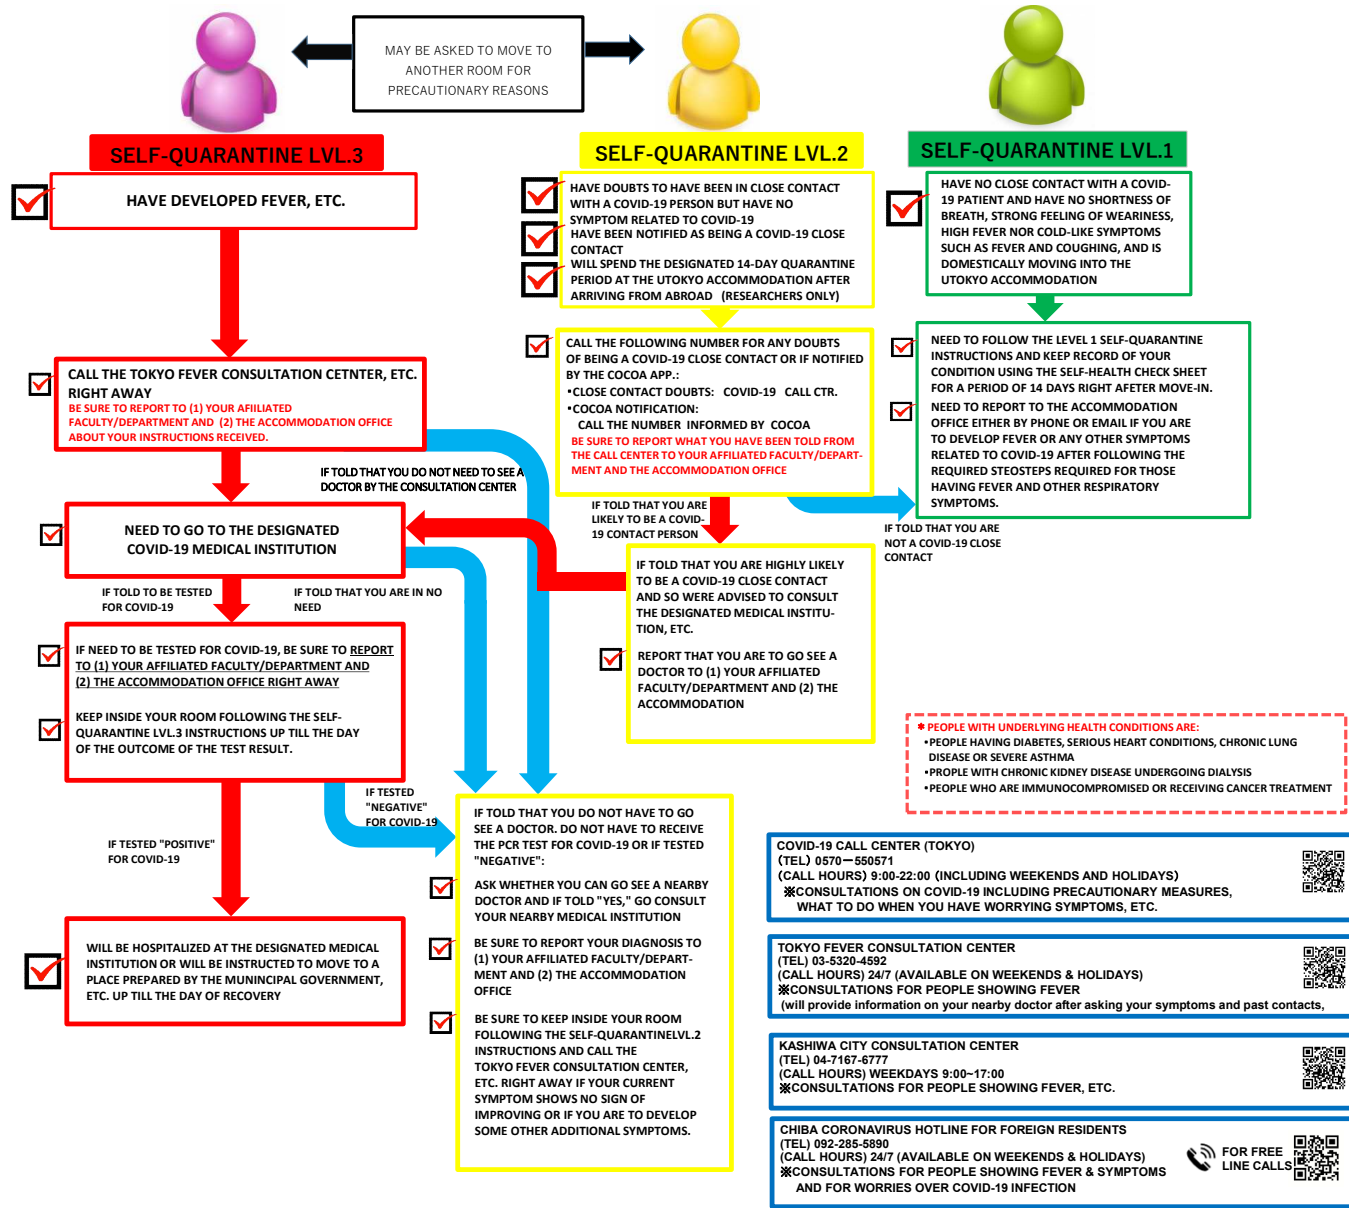 MAY BE ASKED TO MOVE TO
ANOTHER ROOM FOR
PRECAUTIONARY REASONS
SELF-QUARANTINE LVL.3
HAVE DEVELOPED FEVER, ETC.
CALL THE TOKYO FEVER CONSULTATION CETNTER, ETC.
RIGHT AWAY
BE SURE TO REPORT TO (1) YOUR AFIILIATED
FACULTY/DEPARTMENT AND (2) THE ACCOMMODATION OFFICE
ABOUT YOUR INSTRUCTIONS RECEIVED.
IF TOLD THAT YOU DO NOT NEED TO SEE A
DOCTOR BY THE CONSULTATION CENTER
NEED TO GO TO THE DESIGNATED
COVID-19 MEDICAL INSTITUTION
IF TOLD TO BE TESTED
FOR COVID-19
IF TOLD THAT YOU ARE IN NO
NEED
IF NEED TO BE TESTED FOR COVID-19, BE SURE TO REPORT
TO (1) YOUR AFFILIATED FACULTY/DEPARTMENT AND
(2) THE ACCOMMODATION OFFICE RIGHT AWAY
KEEP INSIDE YOUR ROOM FOLLOWING THE SELF-
QUARANTINE LVL.3 INSTRUCTIONS UP TILL THE DAY
OF THE OUTCOME OF THE TEST RESULT.
IF TESTED
"NEGATIVE"
FOR COVID-19
IF TESTED "POSITIVE"
FOR COVID-19
WILL BE HOSPITALIZED AT THE DESIGNATED MEDICAL
INSTITUTION OR WILL BE INSTRUCTED TO MOVE TO A
PLACE PREPARED BY THE MUNINCIPAL GOVERNMENT,
ETC. UP TILL THE DAY OF RECOVERY
SELF-QUARANTINE LVL.2
HAVE DOUBTS TO HAVE BEEN IN CLOSE CONTACT
WITH A COVID-19 PERSON BUT HAVE NO
SYMPTOM RELATED TO COVID-19
HAVE BEEN NOTIFIED AS BEING A COVID-19 CLOSE
CONTACT
WILL SPEND THE DESIGNATED 14-DAY QUARANTINE
PERIOD AT THE UTOKYO ACCOMMODATION AFTER
ARRIVING FROM ABROAD (RESEARCHERS ONLY)
CALL THE FOLLOWING NUMBER FOR ANY DOUBTS
OF BEING A COVID-19 CLOSE CONTACT OR IF NOTIFIED
BY THE COCOA APP.:
・CLOSE CONTACT DOUBTS: COVID-19 CALL CTR.
・COCOA NOTIFICATION:
CALL THE NUMBER INFORMED BY COCOA
BE SURE TO REPORT WHAT YOU HAVE BEEN TOLD FROM
THE CALL CENTER TO YOUR AFFILIATED FACULTY/DEPART-
MENT AND THE ACCOMMODATION OFFICE
IF TOLD THAT YOU ARE
LIKELY TO BE A COVID-
19 CONTACT PERSON
IF TOLD THAT YOU ARE
NOT A COVID-19 CLOSE
CONTACT
IF TOLD THAT YOU ARE HIGHLY LIKELY
TO BE A COVID-19 CLOSE CONTACT
AND SO WERE ADVISED TO CONSULT
THE DESIGNATED MEDICAL INSTITU-
TION, ETC.
REPORT THAT YOU ARE TO GO SEE A
DOCTOR TO (1) YOUR AFFILIATED
FACULTY/DEPARTMENT AND (2) THE
ACCOMMODATION
IF TOLD THAT YOU DO NOT HAVE TO GO
SEE A DOCTOR. DO NOT HAVE TO RECEIVE
THE PCR TEST FOR COVID-19 OR IF TESTED
"NEGATIVE":
ASK WHETHER YOU CAN GO SEE A NEARBY
DOCTOR AND IF TOLD "YES," GO CONSULT
YOUR NEARBY MEDICAL INSTITUTION
BE SURE TO REPORT YOUR DIAGNOSIS TO
(1) YOUR AFFILIATED FACULTY/DEPART-
MENT AND (2) THE ACCOMMODATION
OFFICE
BE SURE TO KEEP INSIDE YOUR ROOM
FOLLOWING THE SELF-QUARANTINELVL.2
INSTRUCTIONS AND CALL THE
TOKYO FEVER CONSULTATION CENTER,
ETC. RIGHT AWAY IF YOUR CURRENT
SYMPTOM SHOWS NO SIGN OF
IMPROVING OR IF YOU ARE TO DEVELOP
SOME OTHER ADDITIONAL SYMPTOMS.
SELF-QUARANTINE LVL.1
HAVE NO CLOSE CONTACT WITH A COVID-
19 PATIENT AND HAVE NO SHORTNESS OF
BREATH, STRONG FEELING OF WEARINESS,
HIGH FEVER NOR COLD-LIKE SYMPTOMS
SUCH AS FEVER AND COUGHING, AND IS
DOMESTICALLY MOVING INTO THE
UTOKYO ACCOMMODATION
NEED TO FOLLOW THE LEVEL 1 SELF-QUARANTINE
INSTRUCTIONS AND KEEP RECORD OF YOUR
CONDITION USING THE SELF-HEALTH CHECK SHEET
FOR A PERIOD OF 14 DAYS RIGHT AFETER MOVE-IN.
NEED TO REPORT TO THE ACCOMMODATION
OFFICE EITHER BY PHONE OR EMAIL IF YOU ARE
TO DEVELOP FEVER OR ANY OTHER SYMPTOMS
RELATED TO COVID-19 AFTER FOLLOWING THE
REQUIRED STEOSTEPS REQUIRED FOR THOSE
HAVING FEVER AND OTHER RESPIRATORY
SYMPTOMS.
* PEOPLE WITH UNDERLYING HEALTH CONDITIONS ARE:
・PEOPLE HAVING DIABETES, SERIOUS HEART CONDITIONS, CHRONIC LUNG
DISEASE OR SEVERE ASTHMA
・PROPLE WITH CHRONIC KIDNEY DISEASE UNDERGOING DIALYSIS
・PEOPLE WHO ARE IMMUNOCOMPROMISED OR RECEIVING CANCER TREATMENT
COVID-19 CALL CENTER (TOKYO)
(TEL) 0570－550571
(CALL HOURS) 9:00-22:00 (INCLUDING WEEKENDS AND HOLIDAYS)
※CONSULTATIONS ON COVID-19 INCLUDING PRECAUTIONARY MEASURES,
WHAT TO DO WHEN YOU HAVE WORRYING SYMPTOMS, ETC.
TOKYO FEVER CONSULTATION CENTER
(TEL) 03-5320-4592
(CALL HOURS) 24/7 (AVAILABLE ON WEEKENDS & HOLIDAYS)
※CONSULTATIONS FOR PEOPLE SHOWING FEVER
(will provide information on your nearby doctor after asking your symptoms and past contacts,
KASHIWA CITY CONSULTATION CENTER
(TEL) 04-7167-6777
(CALL HOURS) WEEKDAYS 9:00~17:00
※CONSULTATIONS FOR PEOPLE SHOWING FEVER, ETC.
CHIBA CORONAVIRUS HOTLINE FOR FOREIGN RESIDENTS
(TEL) 092-285-5890
(CALL HOURS) 24/7 (AVAILABLE ON WEEKENDS & HOLIDAYS)
※CONSULTATIONS FOR PEOPLE SHOWING FEVER & SYMPTOMS
AND FOR WORRIES OVER COVID-19 INFECTION
FOR FREE
LINE CALLS